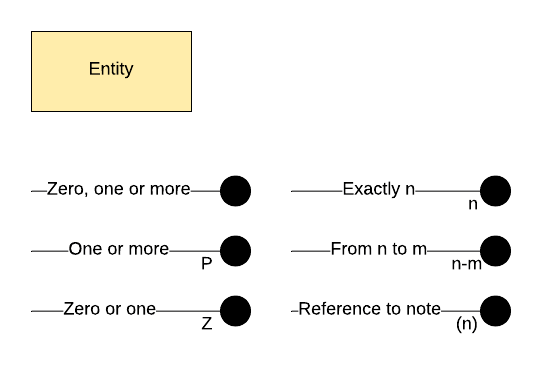 Entity
Zero, one or more
Exactly n
n
One or more
P
From n to m
n-m
Zero or one
Z
Reference to note
(n)